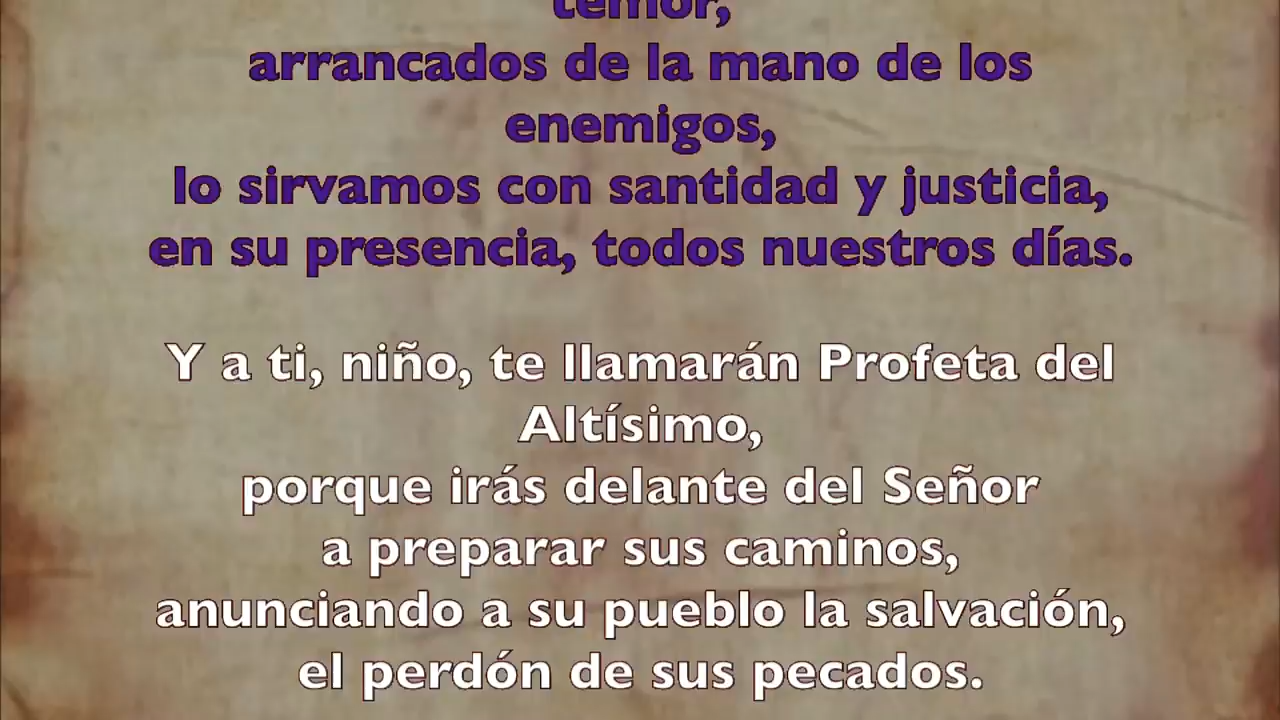 temor,
arrancados de la mano de los
enemigos,
lo sirvamos con santidad y justicia,
en su presencia, todos nuestros días.
Y a ti, niño, te llamarán Profeta del
Altísimo,
porque irás delante del Señor
a preparar sus caminos,
anunciando a su pueblo la salvación,
el perdón de sus pecados.